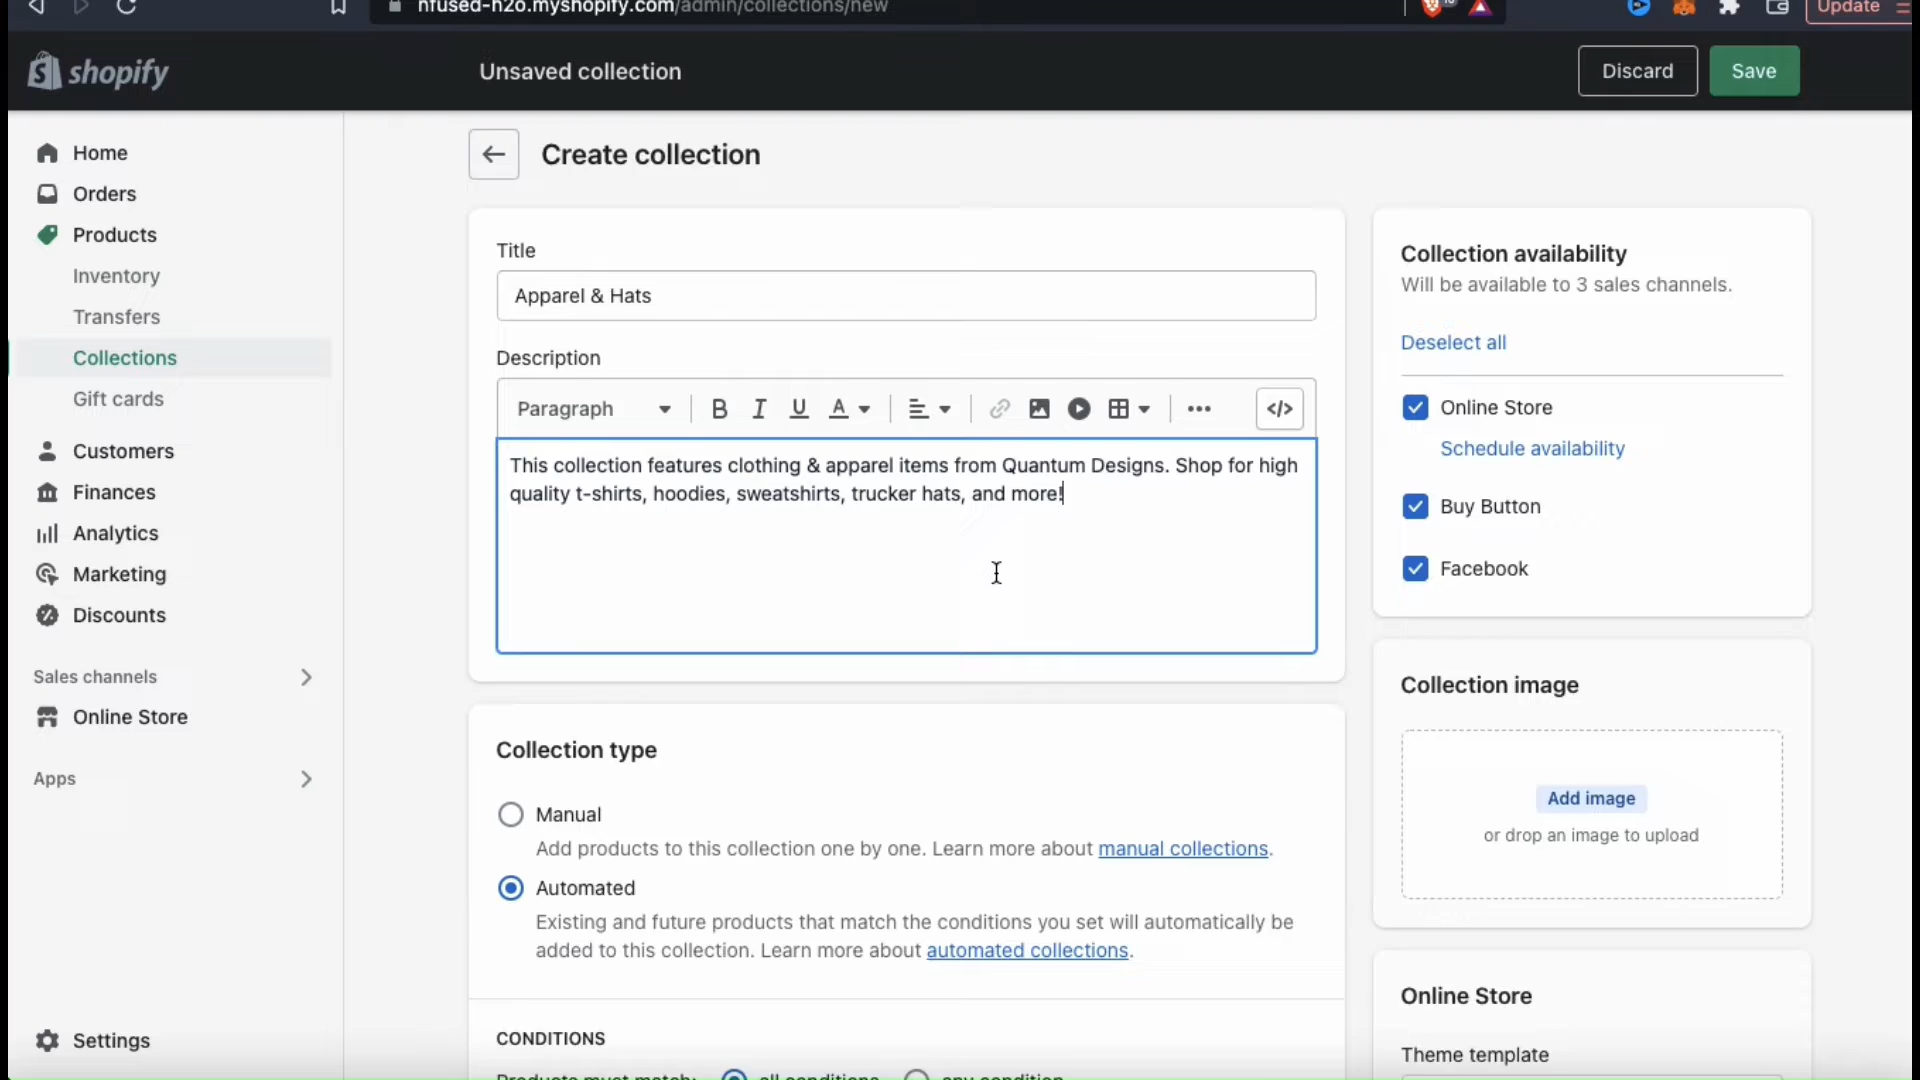 nfused-h2o.myshopify.com/admin/collections/new
Update
shopify
Unsaved collection
Discard
Save
Home
Orders
Products
Inventory
Transfers
Collections
Gift cards
Customers
Finances
Analytics
Marketing
Discounts
Sales channels
Online Store
Apps
Settings
Create collection
Title
Apparel & Hats
Description
Paragraph
This collection features clothing & apparel items from Quantum Designs. Shop for high
quality t-shirts, hoodies, sweatshirts, trucker hats, and more!
Collection type
Manual
Add products to this collection one by one. Learn more about manual collections.
Automated
Existing and future products that match the conditions you set will automatically be
added to this collection. Learn more about automated collections.
CONDITIONS
Products must match: all conditions any condition
Collection availability
Will be available to 3 sales channels.
Deselect all
Online Store
Schedule availability
Buy Button
Facebook
Collection image
Add image
or drop an image to upload
Online Store
Theme template